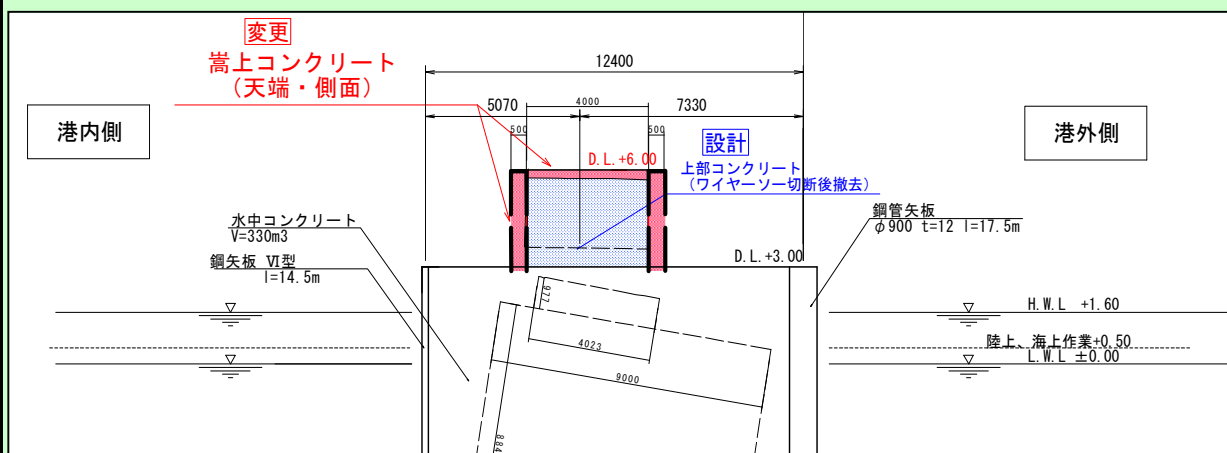 変更
嵩上コンクリート
（天端・側面）
12400
5070
4000
7330
500
500
港内側
港外側
設計
D.L.+6.00
上部コンクリート
（ワイヤーソー切断後撤去）
水中コンクリート
V=330m3
鋼管矢板
φ900 t=12 l=17.5m
鋼矢板 Ⅵ型
l=14.5m
D.L.+3.00
977
H.W.L +1.60
4023
陸上、海上作業+0.50
L.W.L ±0.00
9000